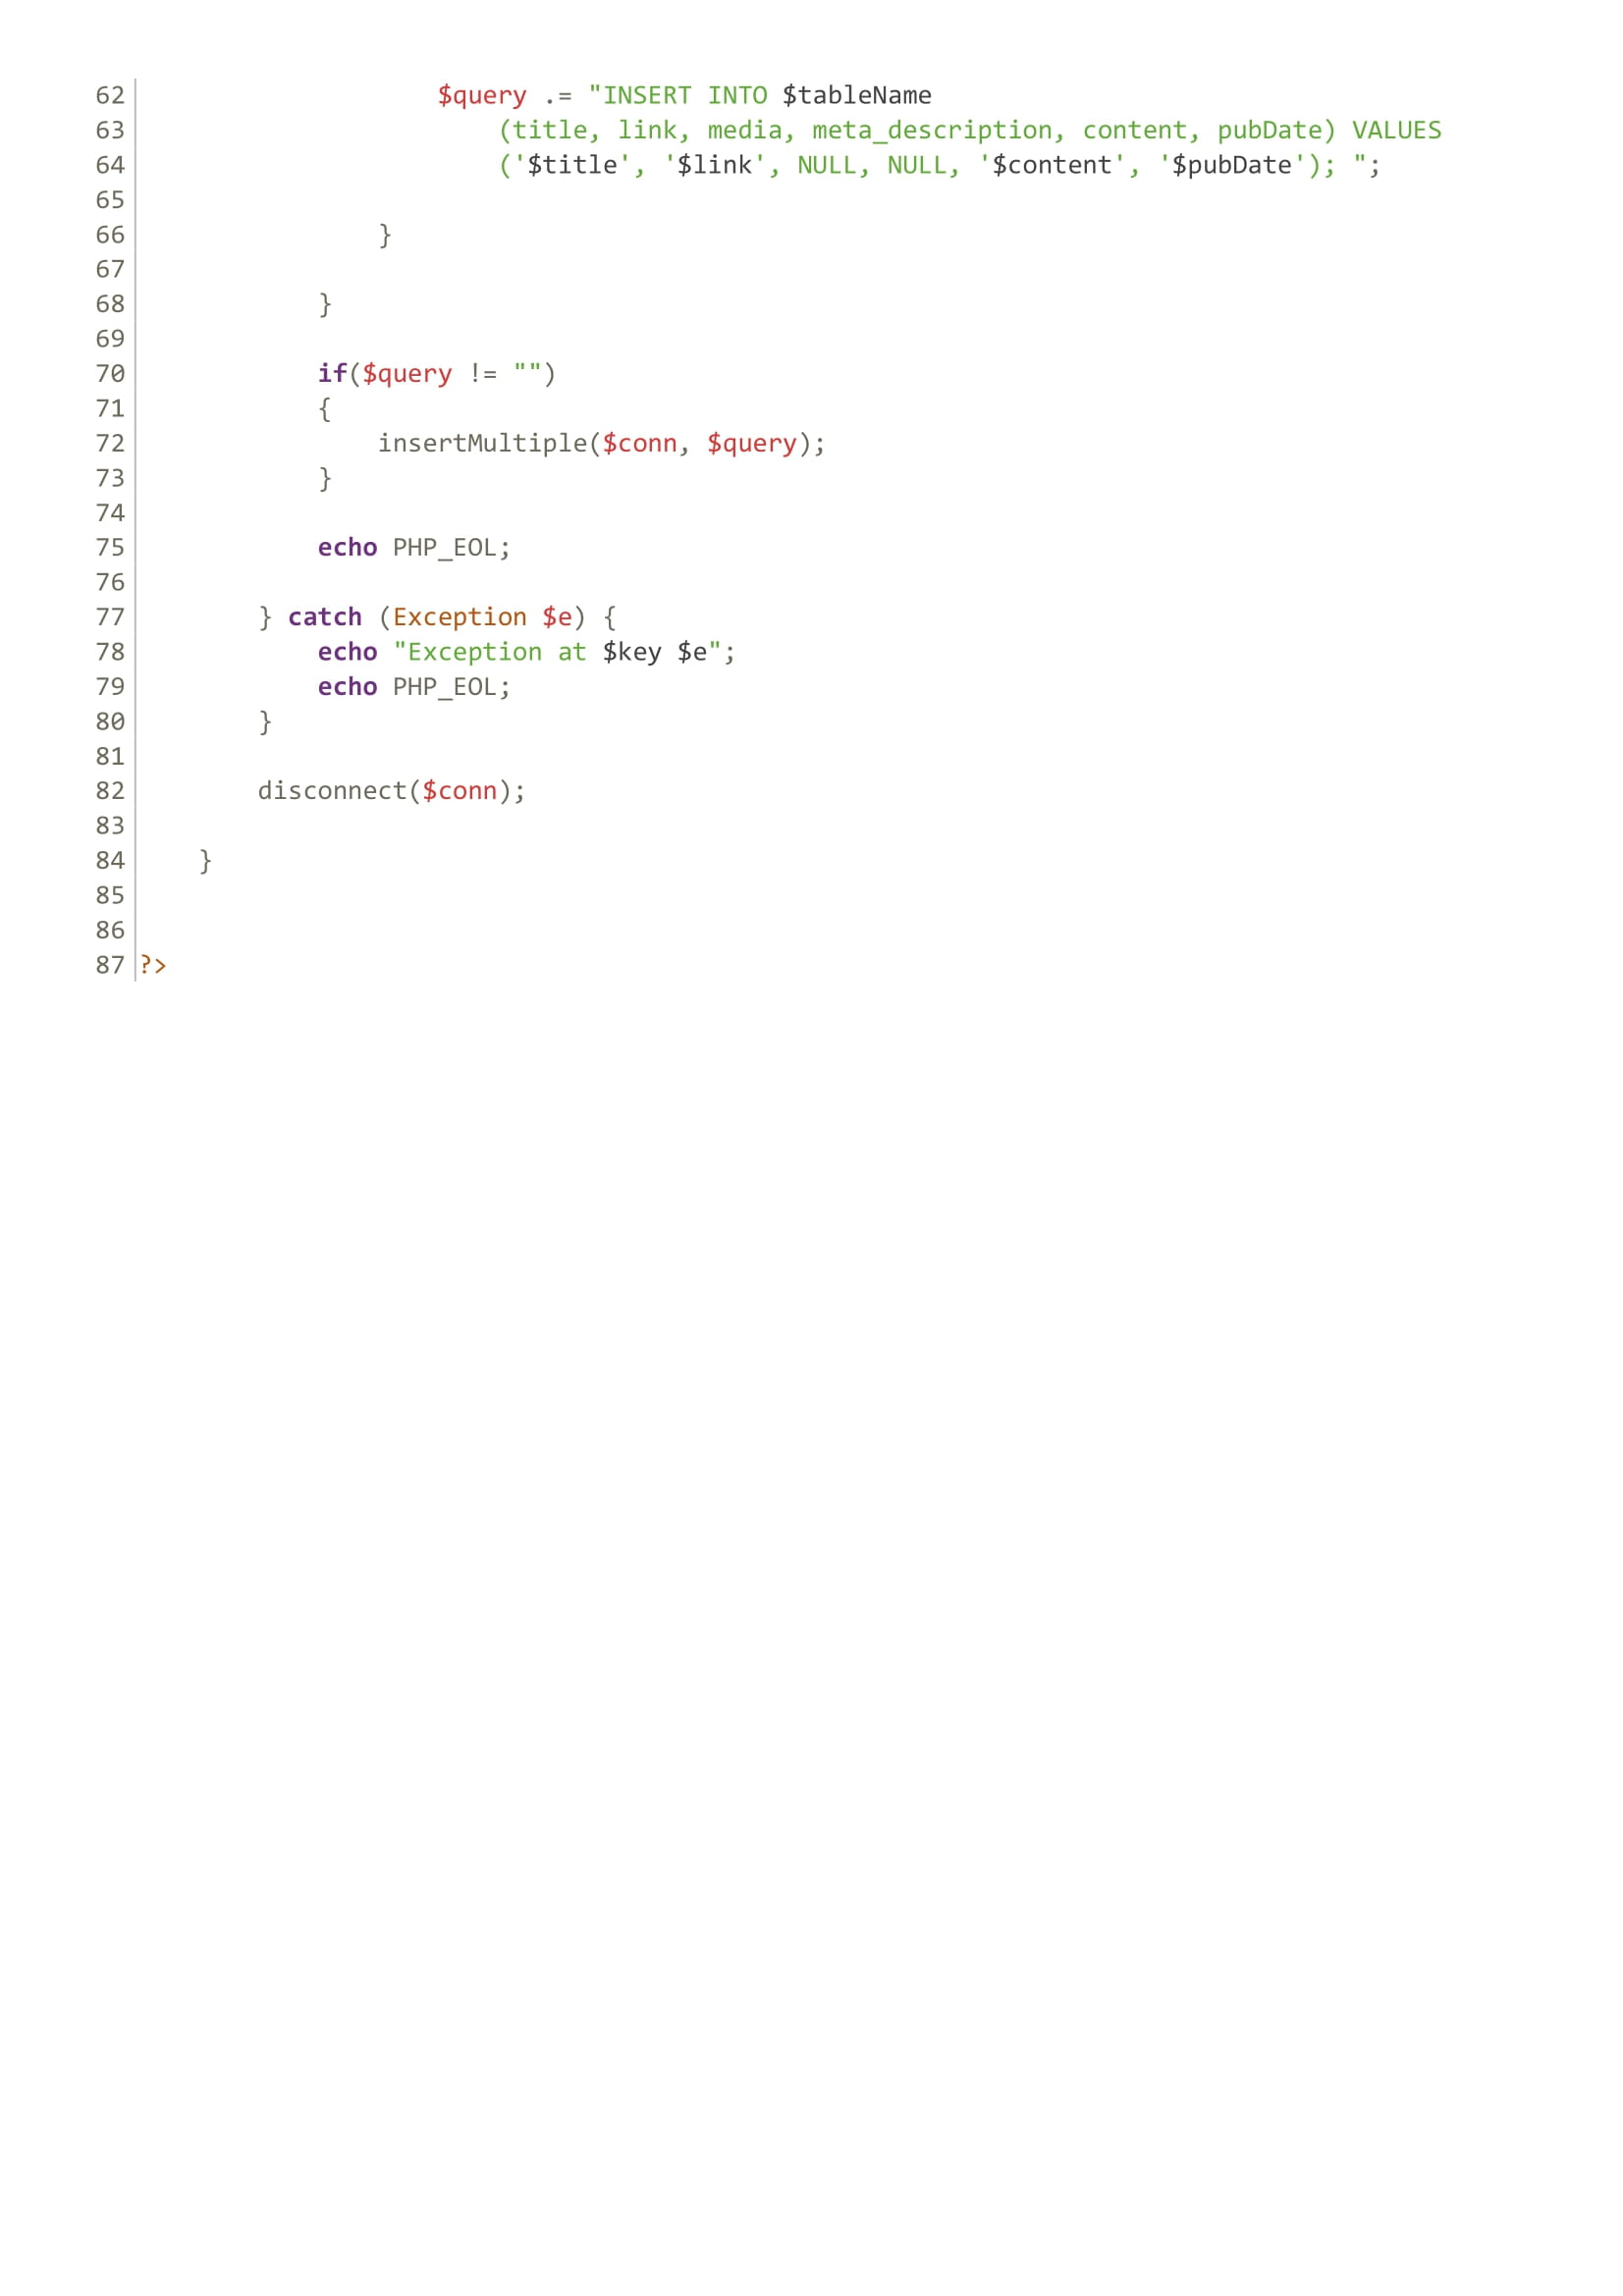 62                    $query .= "INSERT INTO $tableName
63                        (title, link, media, meta_description, content, pubDate) VALUES
64                        ('$title', '$link', NULL, NULL, '$content', '$pubDate'); ";
65
66                }
67
68            }
69
70            if($query != "")
71            {
72                insertMultiple($conn, $query);
73            }
74
75            echo PHP_EOL;
76
77        } catch (Exception $e) {
78            echo "Exception at $key $e";
79            echo PHP_EOL;
80        }
81
82        disconnect($conn);
83
84    }
85
86
87?>